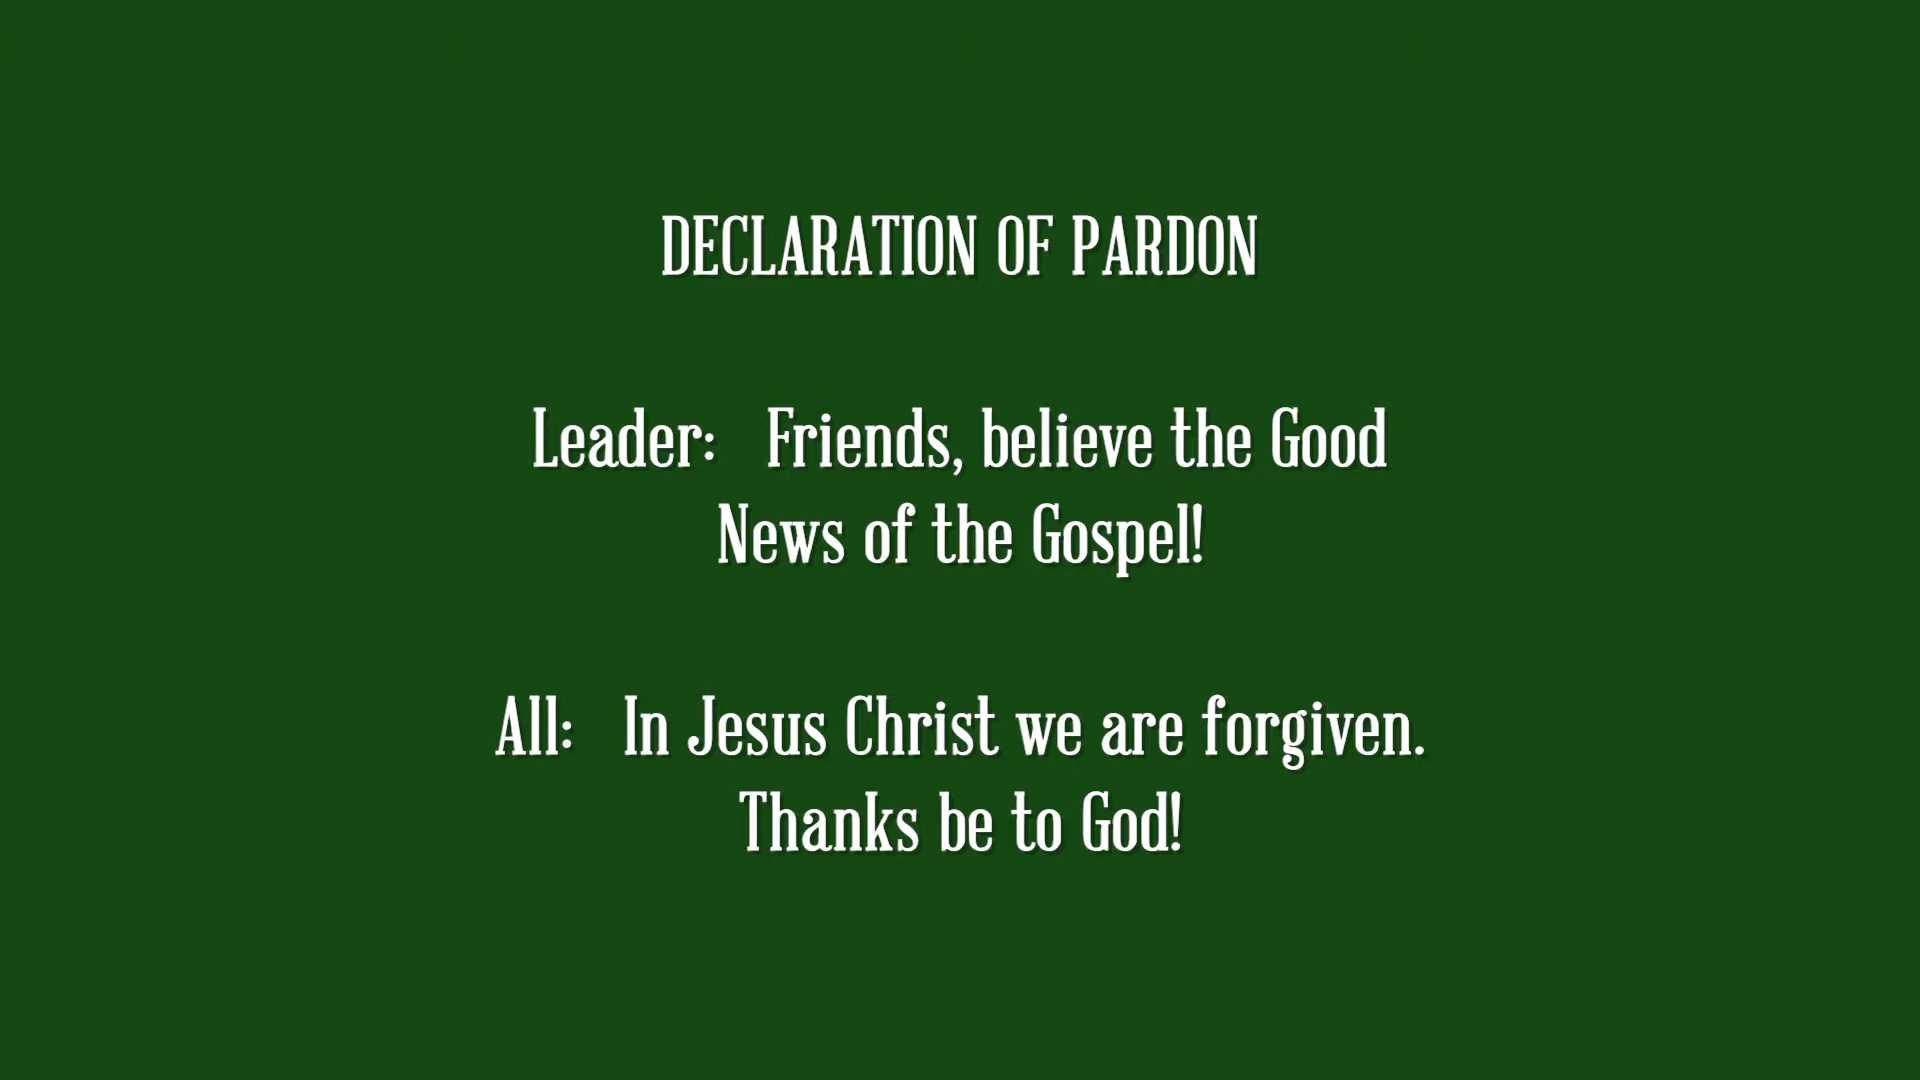 DECLARATION OF PARDON
Leader: Friends, believe the Good
News of the Gospel!
All: In Jesus Christ we are forgiven.
Thanks be to God!